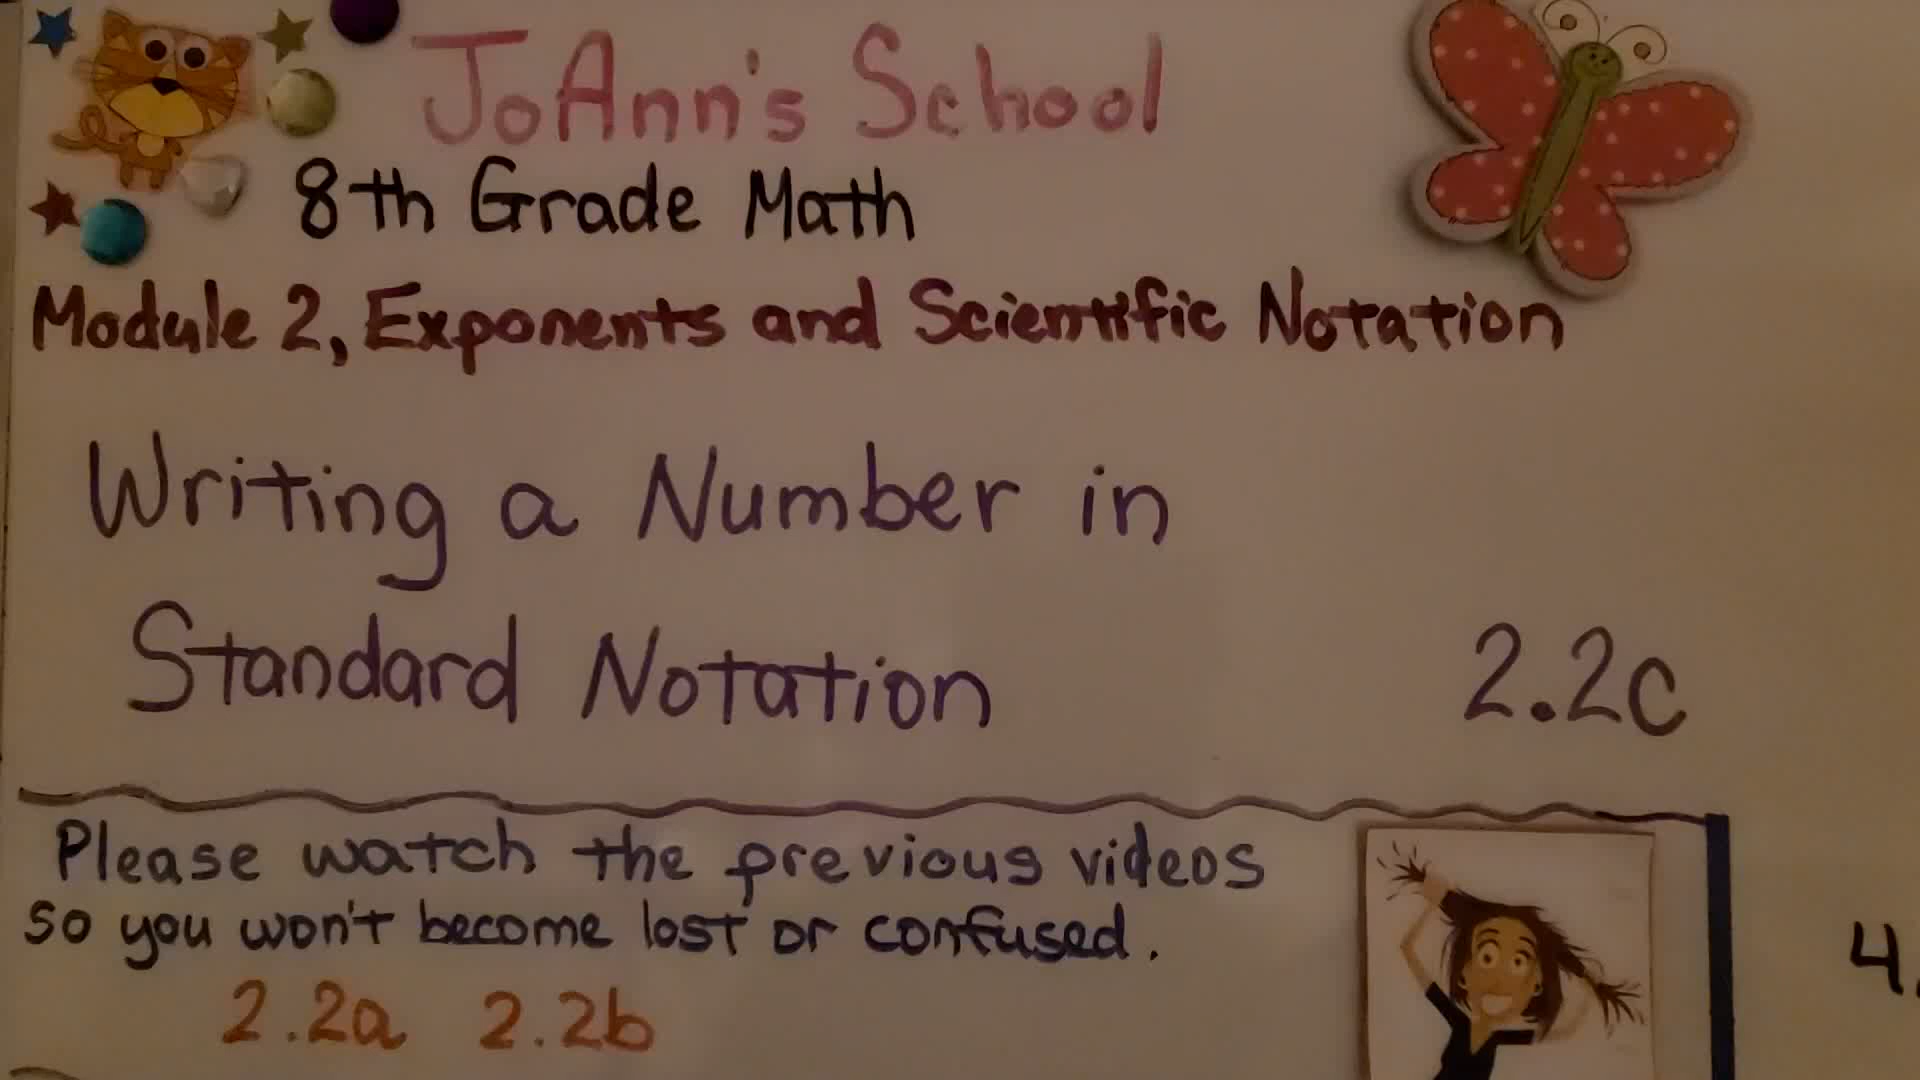 JoAnn's School
8th Grade Math
Module 2, Exponents and Scientific Notation
Writing a Number in
Standard Notation
2.2c
Please watch the previous videos
so you won't become lost or confused.
2.2a 2.2b
4.